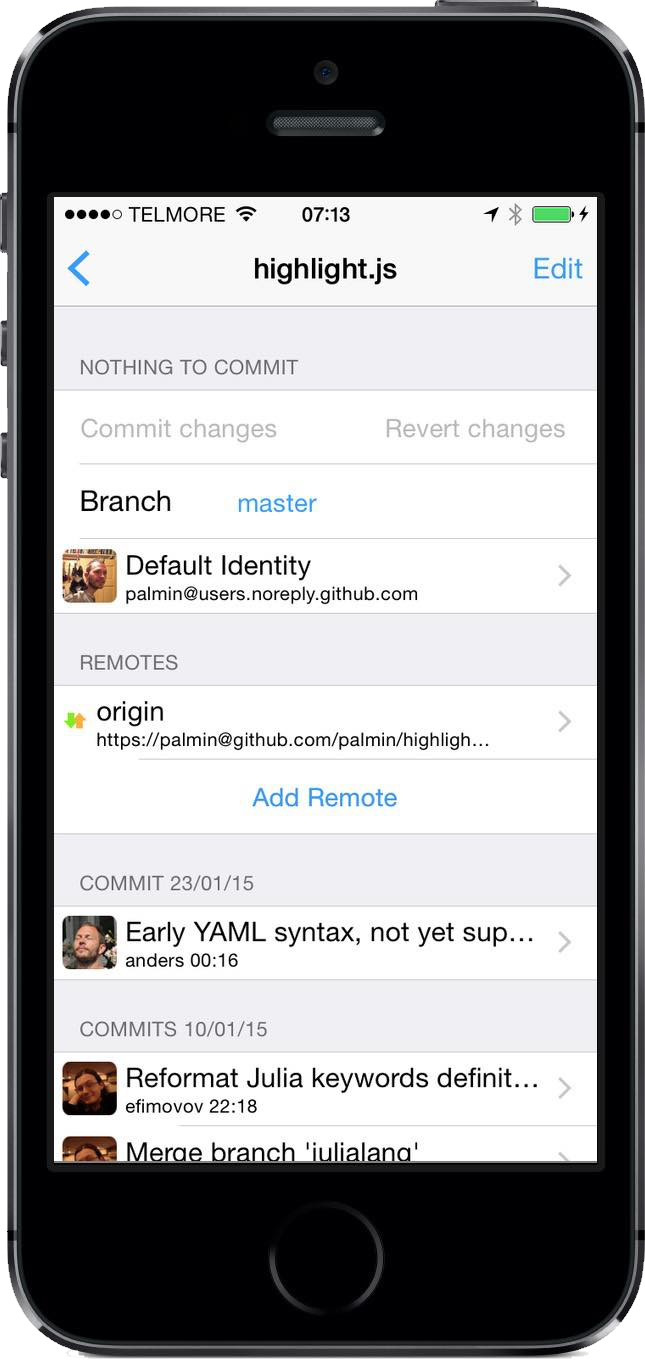 TELMORE 07:13
highlight.js Edit
NOTHING TO COMMIT
Commit changes Revert changes
Branch master
Default Identity
palmin@users.noreply.github.com
REMOTES
origin
https://palmin@github.com/palmin/highligh…
Add Remote
COMMIT 23/01/15
Early YAML syntax, not yet sup…
anders 00:16
COMMITS 10/01/15
Reformat Julia keywords definit…
efimovov 22:18
Merge branch 'julialang'